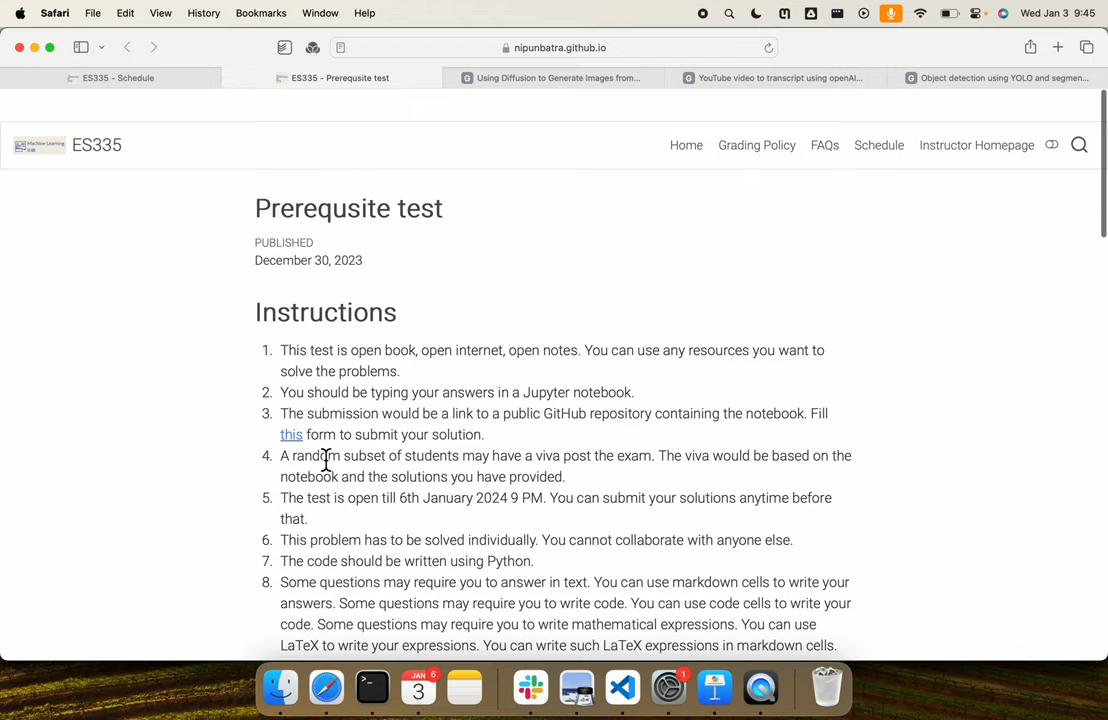 Safari File Edit View History Bookmarks Window Help
Wed Jan 3 9:45
nipunbatra.github.io
ES335 - Schedule
ES335 - Prerequsite test
Using Diffusion to Generate Images from...
YouTube video to transcript using openAI...
Object detection using YOLO and segmen...
Machine Learning
ES335
Home Grading Policy FAQs Schedule Instructor Homepage
Prerequsite test
PUBLISHED
December 30, 2023
Instructions
1. This test is open book, open internet, open notes. You can use any resources you want to
solve the problems.
2. You should be typing your answers in a Jupyter notebook.
3. The submission would be a link to a public GitHub repository containing the notebook. Fill
this form to submit your solution.
4. A random subset of students may have a viva post the exam. The viva would be based on the
notebook and the solutions you have provided.
5. The test is open till 6th January 2024 9 PM. You can submit your solutions anytime before
that.
6. This problem has to be solved individually. You cannot collaborate with anyone else.
7. The code should be written using Python.
8. Some questions may require you to answer in text. You can use markdown cells to write your
answers. Some questions may require you to write code. You can use code cells to write your
code. Some questions may require you to write mathematical expressions. You can use
LaTeX to write your expressions. You can write such LaTeX expressions in markdown cells.
JAN
3
6
1